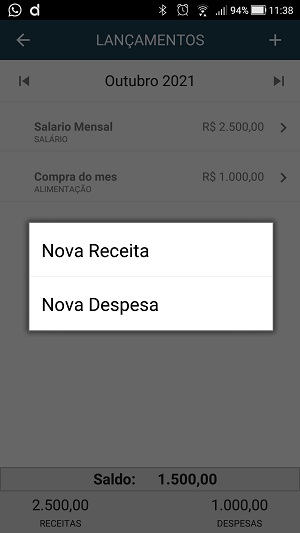 94% 11:38
LANÇAMENTOS
Outubro 2021
Salario Mensal R$ 2.500,00
SALÁRIO
Compra do mes R$ 1.000,00
ALIMENTAÇÃO
Nova Receita
Nova Despesa
Saldo: 1.500,00
2.500,00 1.000,00
RECEITAS DESPESAS